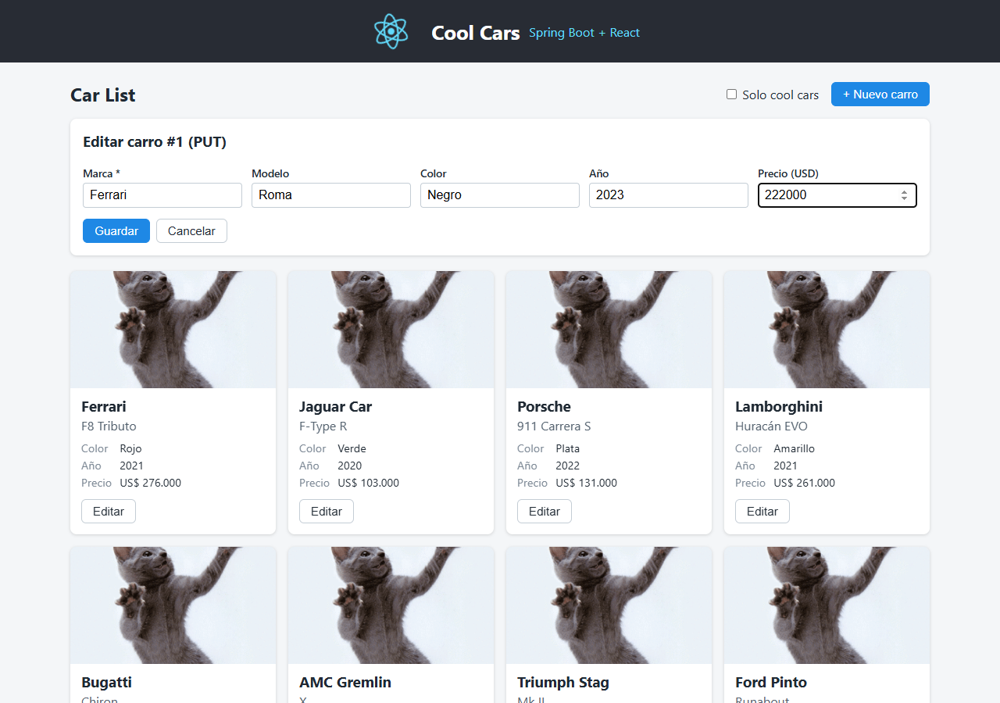 Cool Cars Spring Boot + React
Car List
Solo cool cars
+ Nuevo carro
Editar carro #1 (PUT)
Marca * Modelo Color Año Precio (USD)
Ferrari Roma Negro 2023 222000
Guardar Cancelar
Ferrari
F8 Tributo
Color Rojo
Año 2021
Precio US$ 276.000
Editar
Jaguar Car
F-Type R
Color Verde
Año 2020
Precio US$ 103.000
Editar
Porsche
911 Carrera S
Color Plata
Año 2022
Precio US$ 131.000
Editar
Lamborghini
Huracán EVO
Color Amarillo
Año 2021
Precio US$ 261.000
Editar
Bugatti
Chiron
AMC Gremlin
X
Triumph Stag
Mk II
Ford Pinto
Runabout